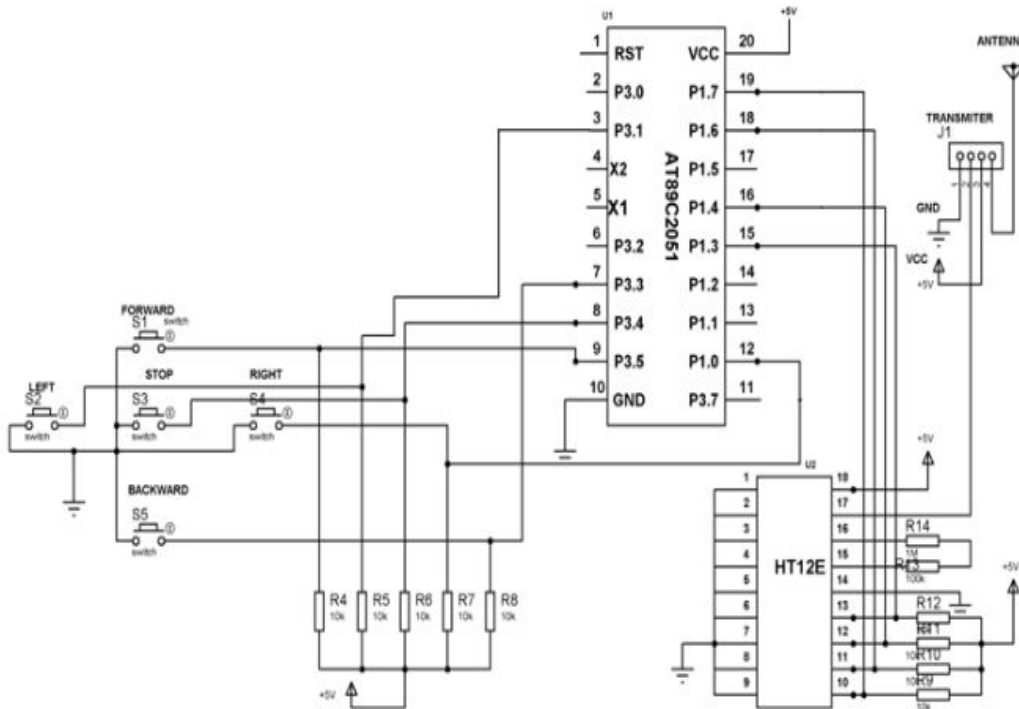 U1
+5V
ANTENN
1 RST VCC 20
2 P3.0 P1.7 19
3 P3.1 P1.6 18
4 X2 P1.5 17
5 X1 P1.4 16
6 P3.2 P1.3 15
7 P3.3 P1.2 14
8 P3.4 P1.1 13
9 P3.5 P1.0 12
10 GND P3.7 11
AT89C2051
TRANSMITER
J1
1 2 3 4
GND
VCC
+5V
FORWARD
S1 switch
LEFT
S2
switch
STOP
S3
switch
RIGHT
S4
switch
BACKWARD
S5
switch
R4 R5 R6 R7 R8
10k 10k 10k 10k 10k
+5V
U2
HT12E
1 18
2 17
3 16
4 15
5 14
6 13
7 12
8 11
9 10
+5V
R14
1M
R13
100k
+5V
R12
R11
R10
R9
10k